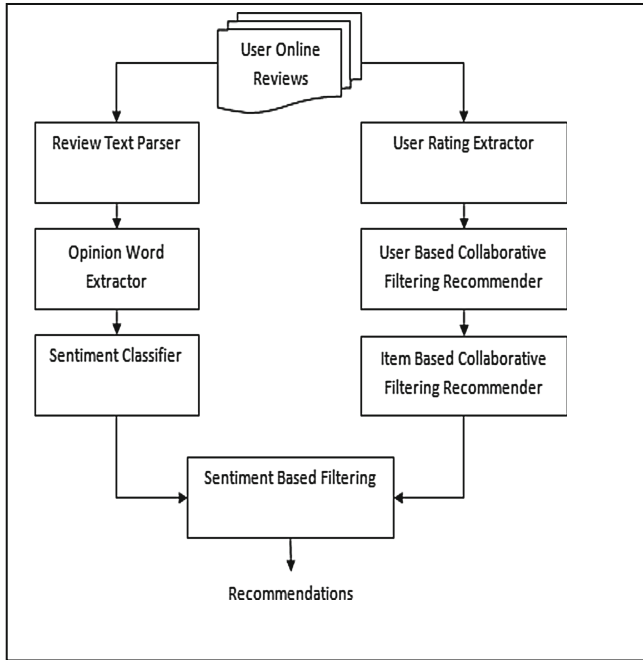 User Online
Reviews
Review Text Parser
User Rating Extractor
Opinion Word
Extractor
User Based Collaborative
Filtering Recommender
Sentiment Classifier
Item Based Collaborative
Filtering Recommender
Sentiment Based Filtering
Recommendations